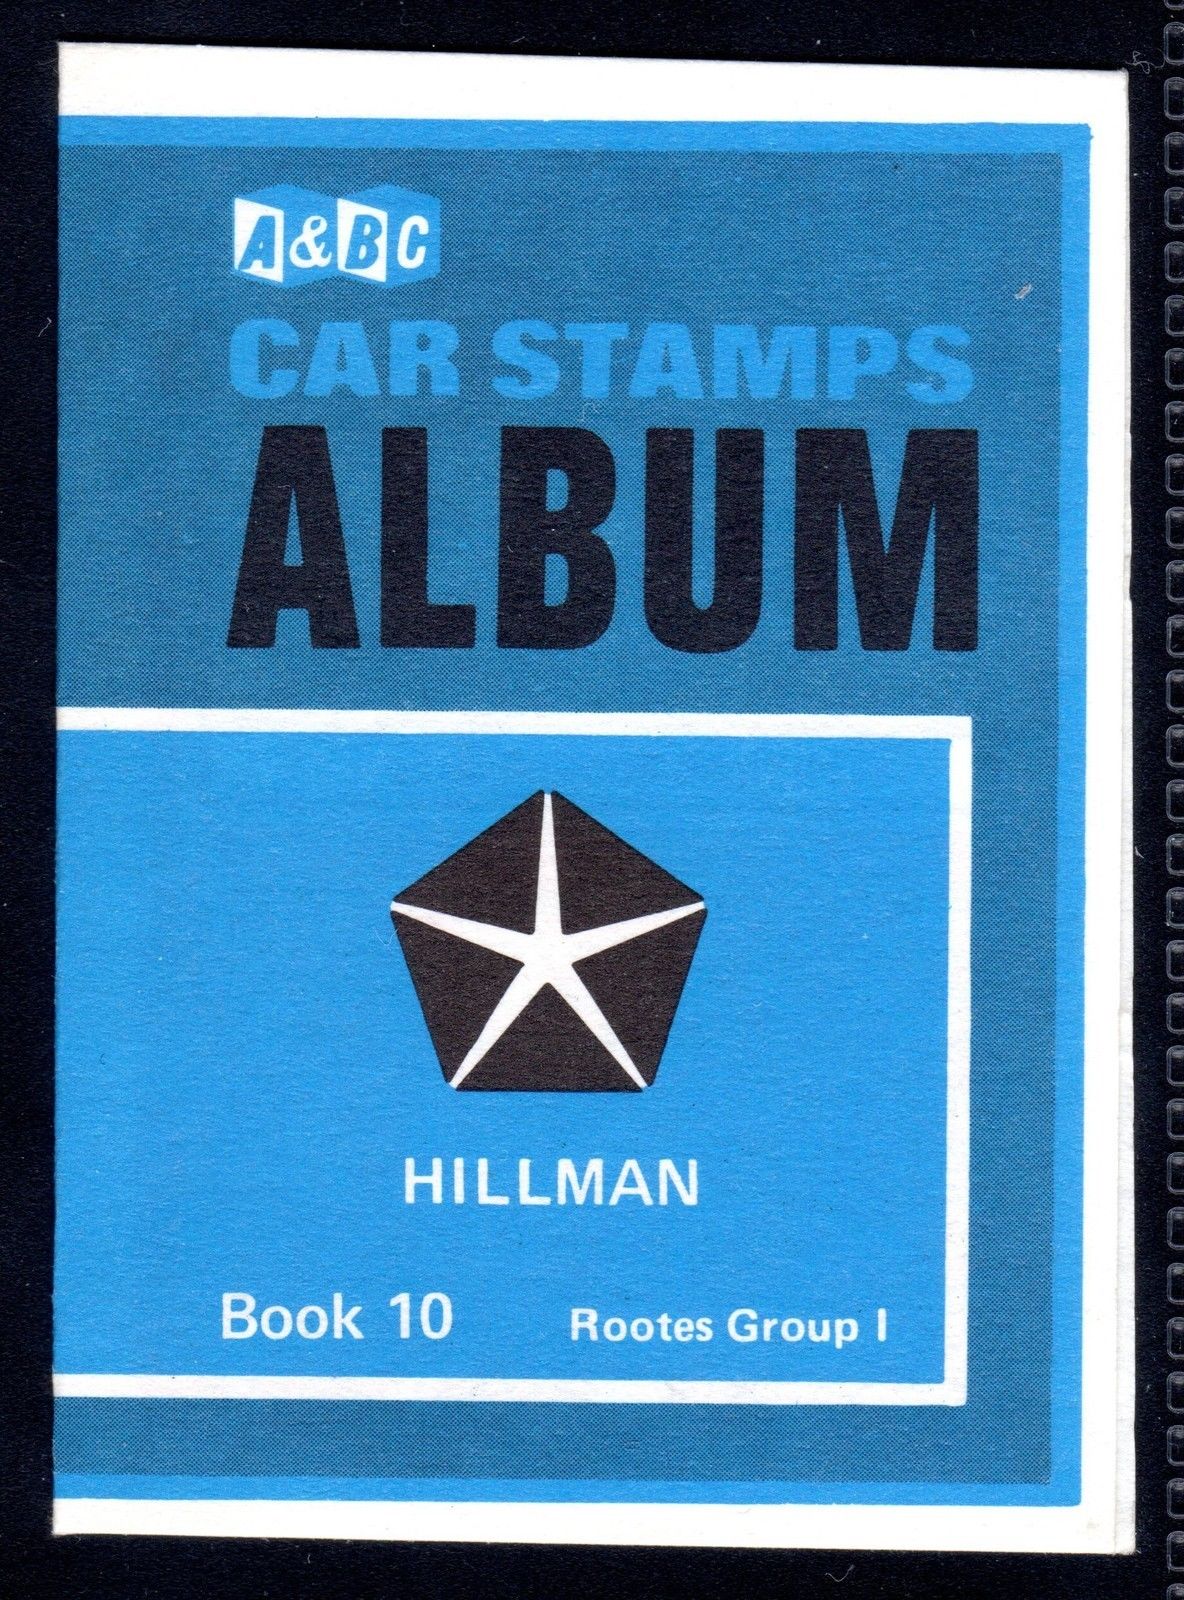 A&BC
CAR STAMPS
ALBUM
HILLMAN
Book 10 Rootes Group I